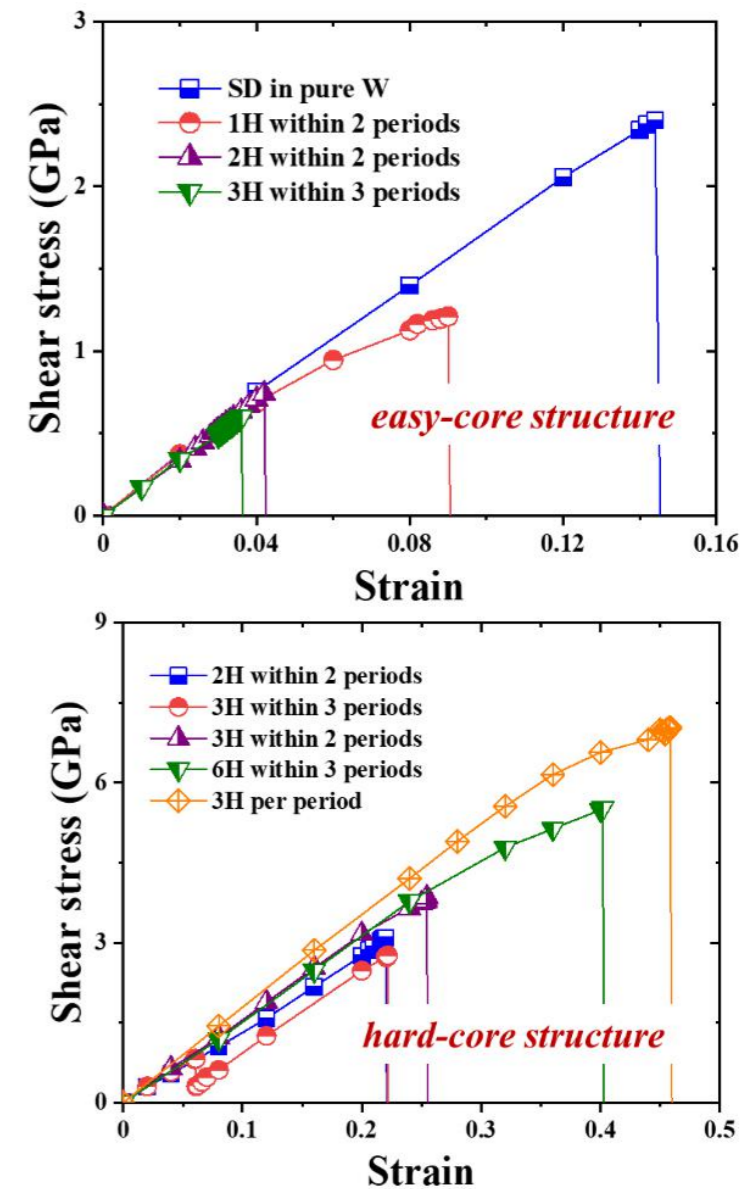 3
SD in pure W
1H within 2 periods
2H within 2 periods
3H within 3 periods
2
1
0
Shear stress (GPa)
easy-core structure
0 0.04 0.08 0.12 0.16
Strain
9
2H within 2 periods
3H within 3 periods
3H within 2 periods
6H within 3 periods
3H per period
6
3
0
Shear stress (GPa)
hard-core structure
0 0.1 0.2 0.3 0.4 0.5
Strain